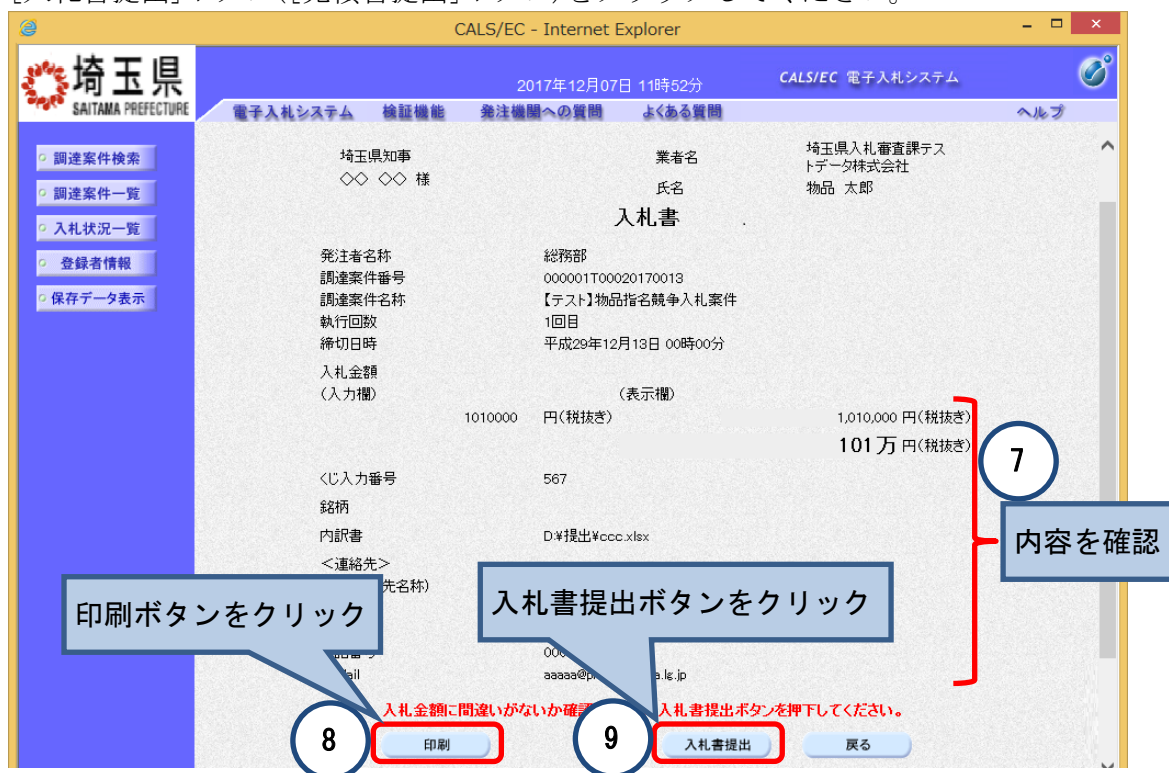 CALS/EC - Internet Explorer
埼玉県
SAITAMA PREFECTURE
2017年12月07日 11時52分
CALS/EC 電子入札システム
電子入札システム 検証機能 発注機関への質問 よくある質問 ヘルプ
調達案件検索
調達案件一覧
入札状況一覧
登録者情報
保存データ表示
埼玉県知事
◇◇ ◇◇ 様
業者名 埼玉県入札審査課テス
トデータ株式会社
氏名 物品 太郎
入札書
発注者名称 総務部
調達案件番号 000001T00020170013
調達案件名称 【テスト】物品指名競争入札案件
執行回数 1回目
締切日時 平成29年12月13日 00時00分
入札金額
(入力欄) (表示欄)
1010000 円(税抜き) 1,010,000 円(税抜き)
101万 円(税抜き)
くじ入力番号 567
銘柄
内訳書 D:¥提出¥ccc.xlsx
<連絡先>
先名称)
7
内容を確認
印刷ボタンをクリック
入札書提出ボタンをクリック
入札金額に間違いがないか確認 入札書提出ボタンを押下してください。
8
印刷
9
入札書提出
戻る